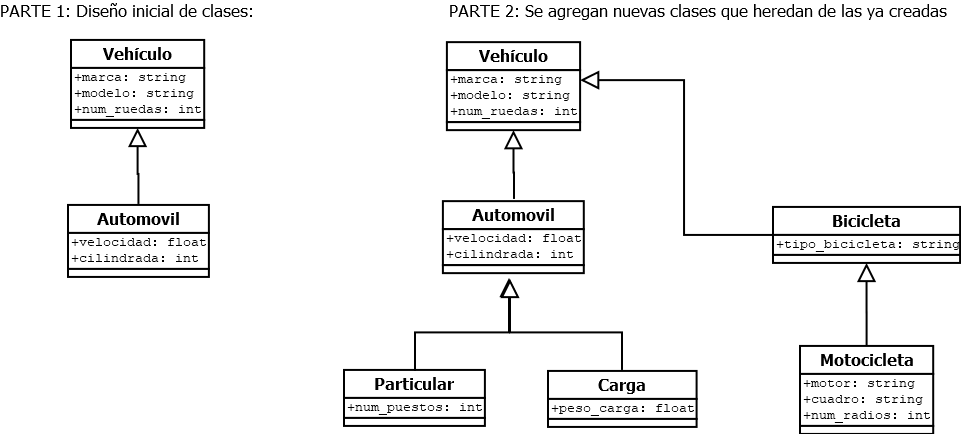 PARTE 1: Diseño inicial de clases:
Vehículo
+marca: string
+modelo: string
+num_ruedas: int
Automovil
+velocidad: float
+cilindrada: int
PARTE 2: Se agregan nuevas clases que heredan de las ya creadas
Vehículo
+marca: string
+modelo: string
+num_ruedas: int
Automovil
+velocidad: float
+cilindrada: int
Bicicleta
+tipo_bicicleta: string
Particular
+num_puestos: int
Carga
+peso_carga: float
Motocicleta
+motor: string
+cuadro: string
+num_radios: int